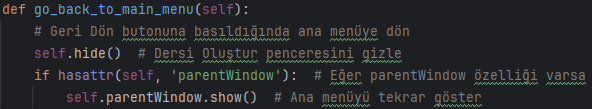 def go_back_to_main_menu(self):
    # Geri Dön butonuna basıldığında ana menüye dön
    self.hide()  # Dersi Oluştur penceresini gizle
    if hasattr(self, 'parentWindow'):  # Eğer parentWindow özelliği varsa
        self.parentWindow.show()  # Ana menüyü tekrar göster